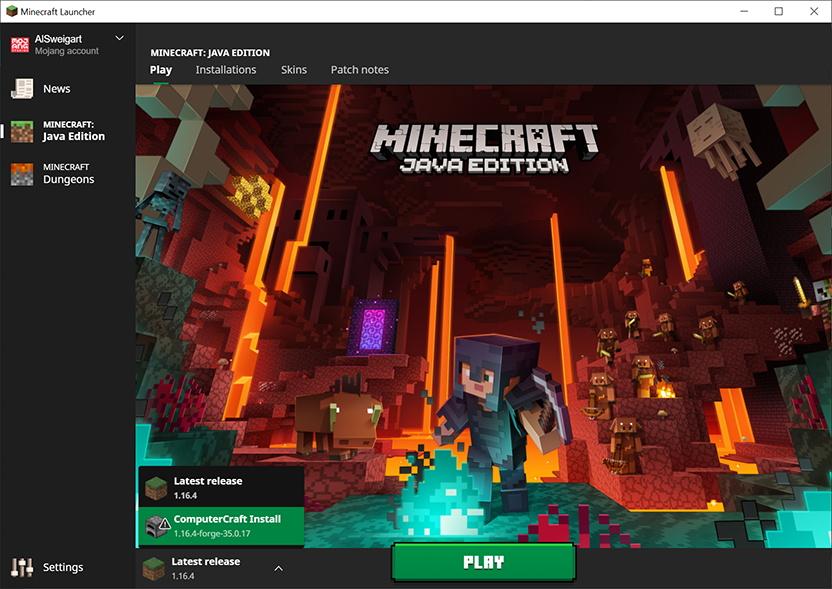 Minecraft Launcher
MOJANG
STUDIOS
AlSweigart
Mojang account
News
MINECRAFT:
Java Edition
MINECRAFT
Dungeons
Settings
MINECRAFT: JAVA EDITION
Play Installations Skins Patch notes
MINECRAFT
JAVA EDITION
Latest release
1.16.4
ComputerCraft Install
1.16.4-forge-35.0.17
Latest release
1.16.4
PLAY